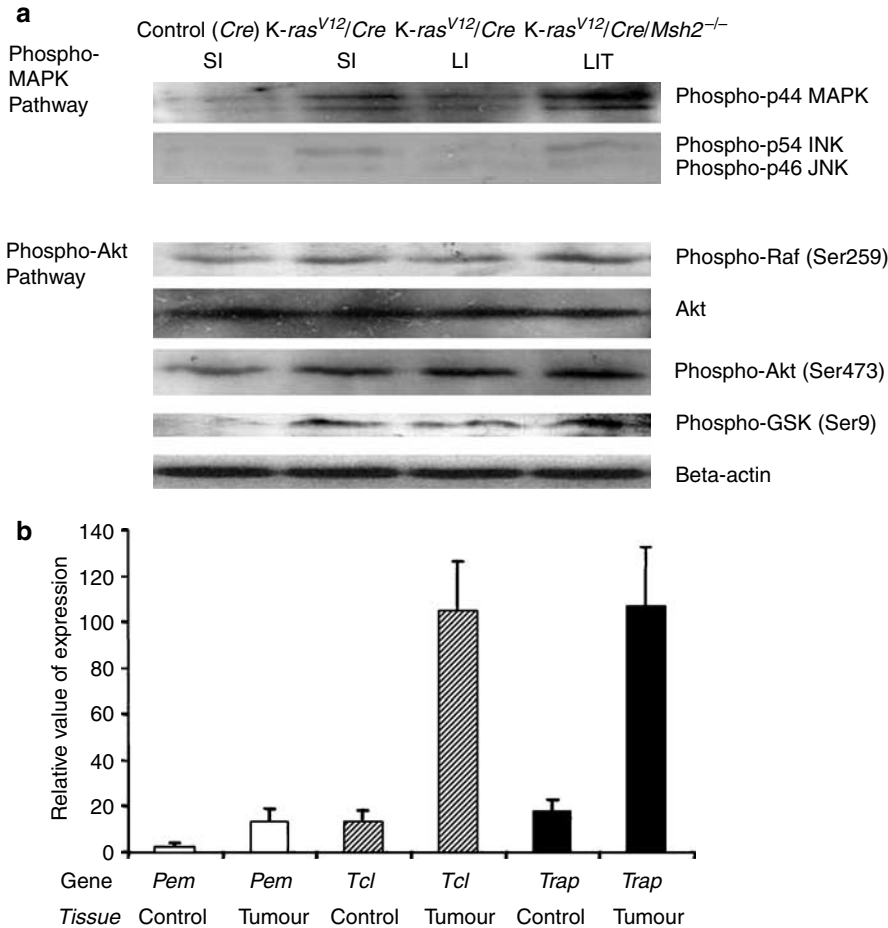 a
Control (Cre) K-rasV12/Cre K-rasV12/Cre K-rasV12/Cre/Msh2–/–
Phospho-
MAPK
Pathway
SI SI LI LIT
Phospho-p44 MAPK
Phospho-p54 INK
Phospho-p46 JNK
Phospho-Akt
Pathway
Phospho-Raf (Ser259)
Akt
Phospho-Akt (Ser473)
Phospho-GSK (Ser9)
Beta-actin
b
Relative value of expression
140
120
100
80
60
40
20
0
Gene Pem Pem Tcl Tcl Trap Trap
Tissue Control Tumour Control Tumour Control Tumour